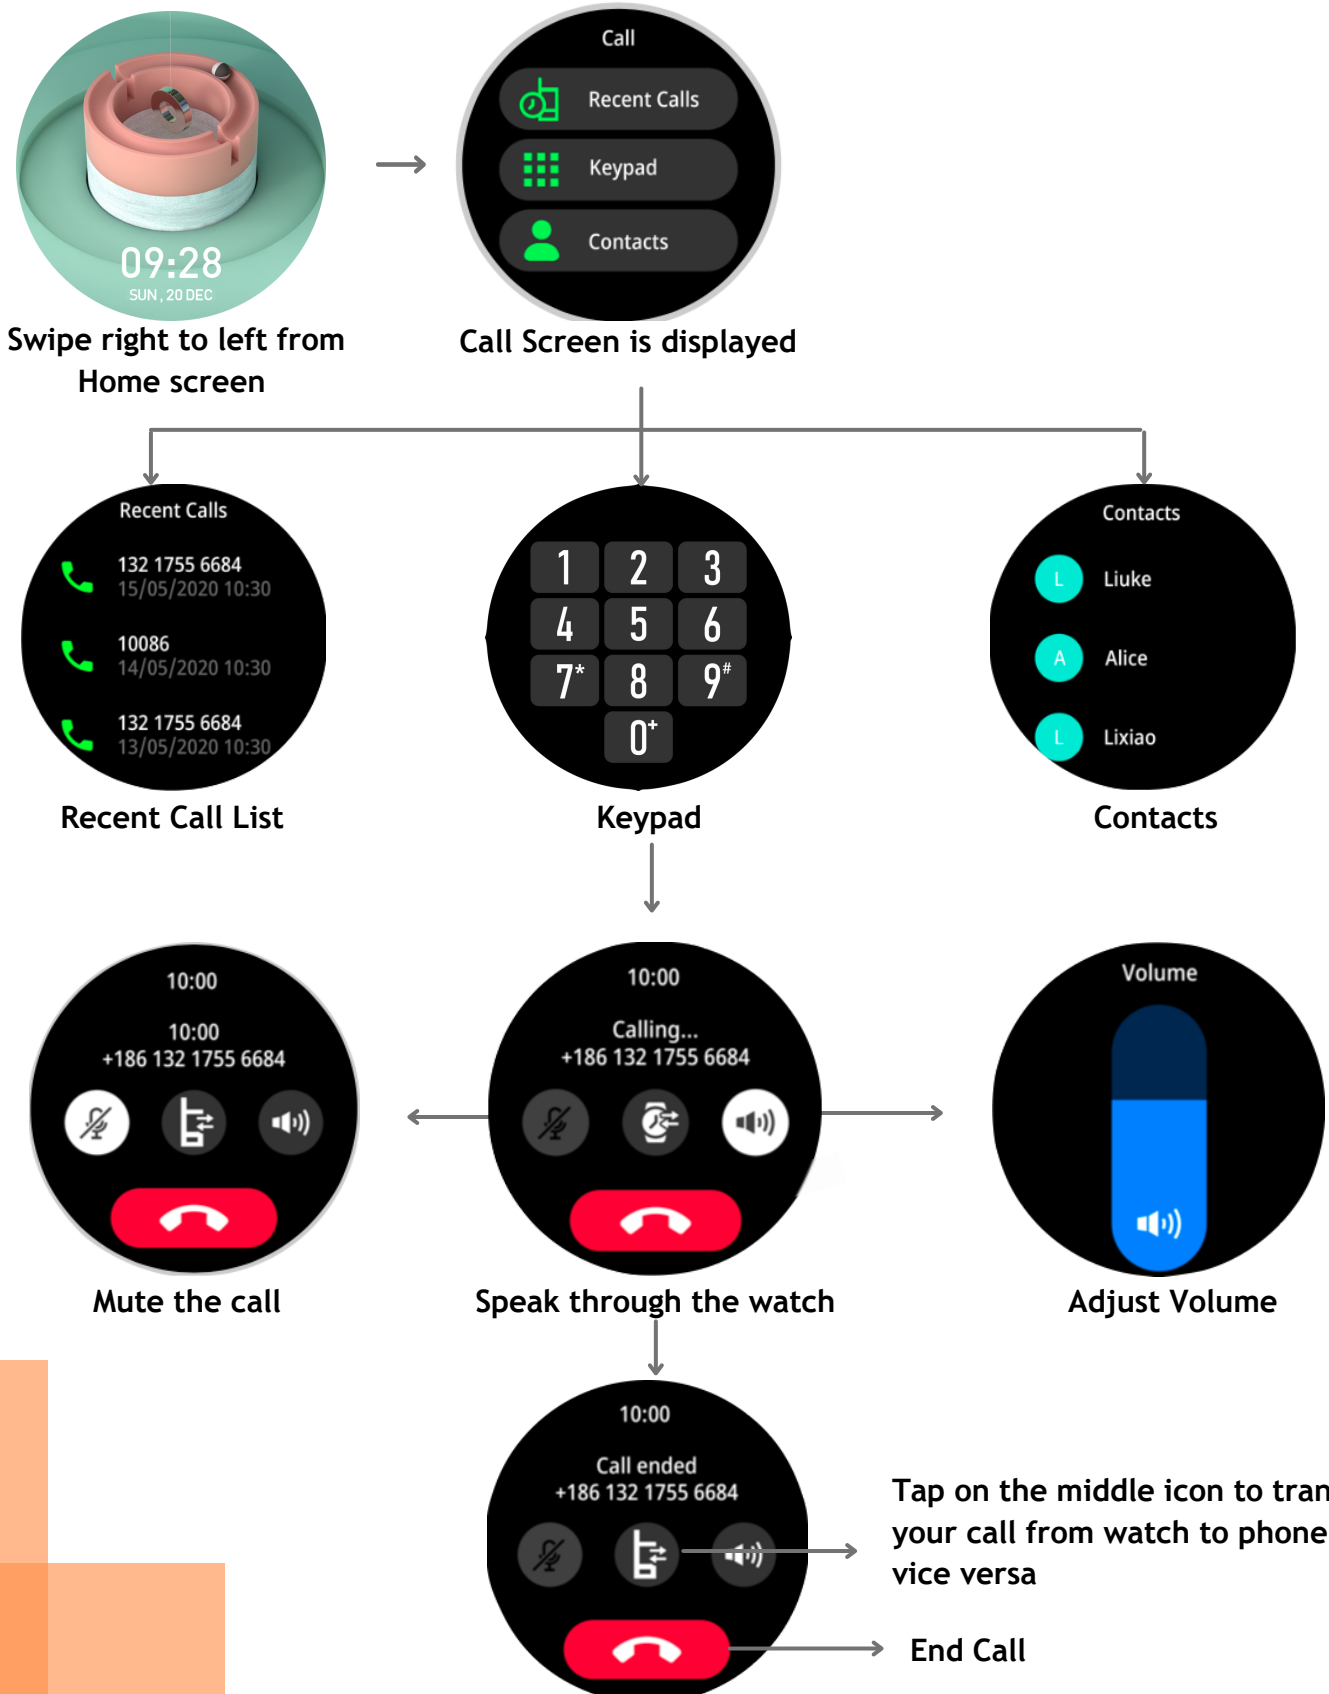 09:28
SUN, 20 DEC
Swipe right to left from
Home screen
Call
Recent Calls
Keypad
Contacts
Call Screen is displayed
Recent Calls
132 1755 6684
15/05/2020 10:30
10086
14/05/2020 10:30
132 1755 6684
13/05/2020 10:30
Recent Call List
1 2 3
4 5 6
7* 8 9#
0+
Keypad
Contacts
L Liuke
A Alice
L Lixiao
Contacts
10:00
10:00
+186 132 1755 6684
Mute the call
10:00
Calling...
+186 132 1755 6684
Speak through the watch
Volume
Adjust Volume
10:00
Call ended
+186 132 1755 6684
Tap on the middle icon to tran
your call from watch to phone
vice versa
End Call